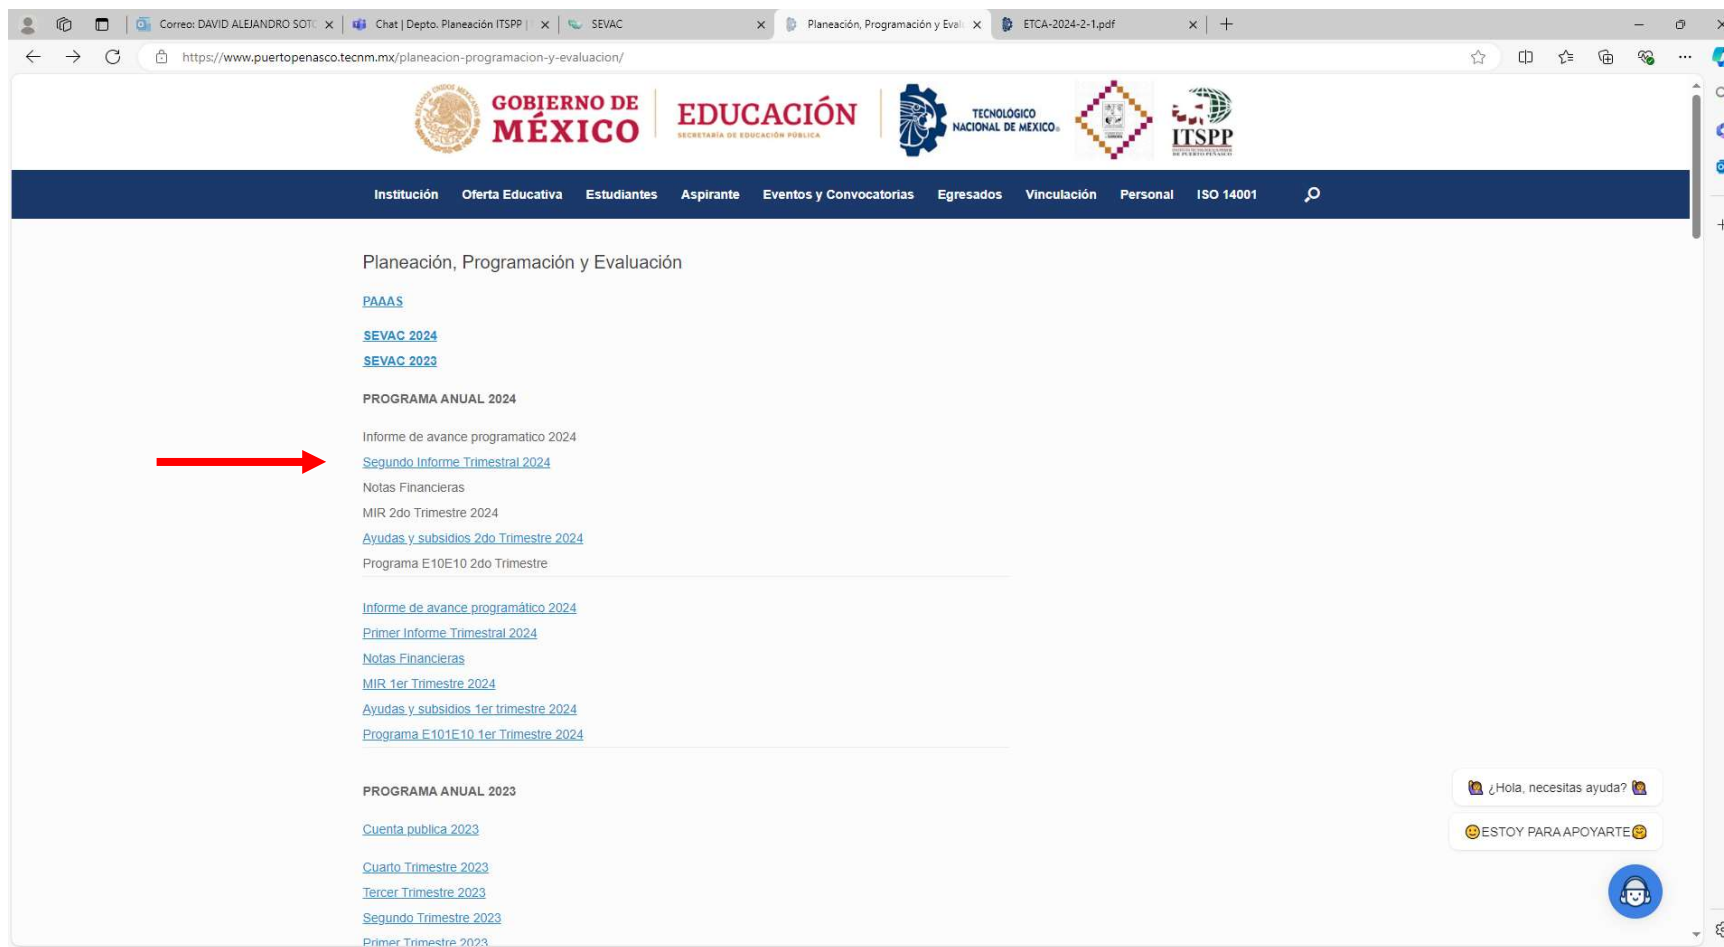 Correo: DAVID ALEJANDRO SOTO
Chat | Depto. Planeación ITSPP |
SEVAC
Planeación, Programación y Eval
ETCA-2024-2-1.pdf
https://www.puertopenasco.tecnm.mx/planeacion-programacion-y-evaluacion/
GOBIERNO DE
MÉXICO
EDUCACIÓN
SECRETARÍA DE EDUCACIÓN PÚBLICA
TECNOLÓGICO
NACIONAL DE MEXICO
ITSPP
Institución Oferta Educativa Estudiantes Aspirante Eventos y Convocatorias Egresados Vinculación Personal ISO 14001
Planeación, Programación y Evaluación
PAAAS
SEVAC 2024
SEVAC 2023
PROGRAMA ANUAL 2024
Informe de avance programatico 2024
Segundo Informe Trimestral 2024
Notas Financieras
MIR 2do Trimestre 2024
Ayudas y subsidios 2do Trimestre 2024
Programa E10E10 2do Trimestre
Informe de avance programático 2024
Primer Informe Trimestral 2024
Notas Financieras
MIR 1er Trimestre 2024
Ayudas y subsidios 1er trimestre 2024
Programa E101E10 1er Trimestre 2024
PROGRAMA ANUAL 2023
Cuenta publica 2023
Cuarto Trimestre 2023
Tercer Trimestre 2023
Segundo Trimestre 2023
Primer Trimestre 2023
¿Hola, necesitas ayuda?
ESTOY PARA APOYARTE